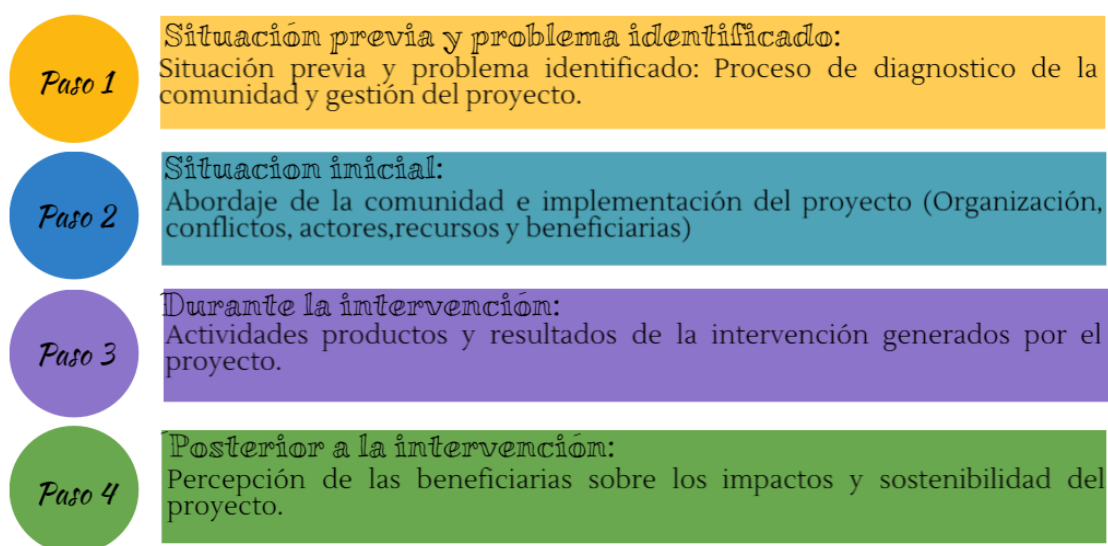 Paso 1
Situación previa y problema identificado:
Situación previa y problema identificado: Proceso de diagnostico de la
comunidad y gestión del proyecto.
Paso 2
Situacion inicial:
Abordaje de la comunidad e implementación del proyecto (Organización,
conflictos, actores,recursos y beneficiarias)
Paso 3
Durante la intervención:
Actividades productos y resultados de la intervención generados por el
proyecto.
Paso 4
Posterior a la intervención:
Percepción de las beneficiarias sobre los impactos y sostenibilidad del
proyecto.